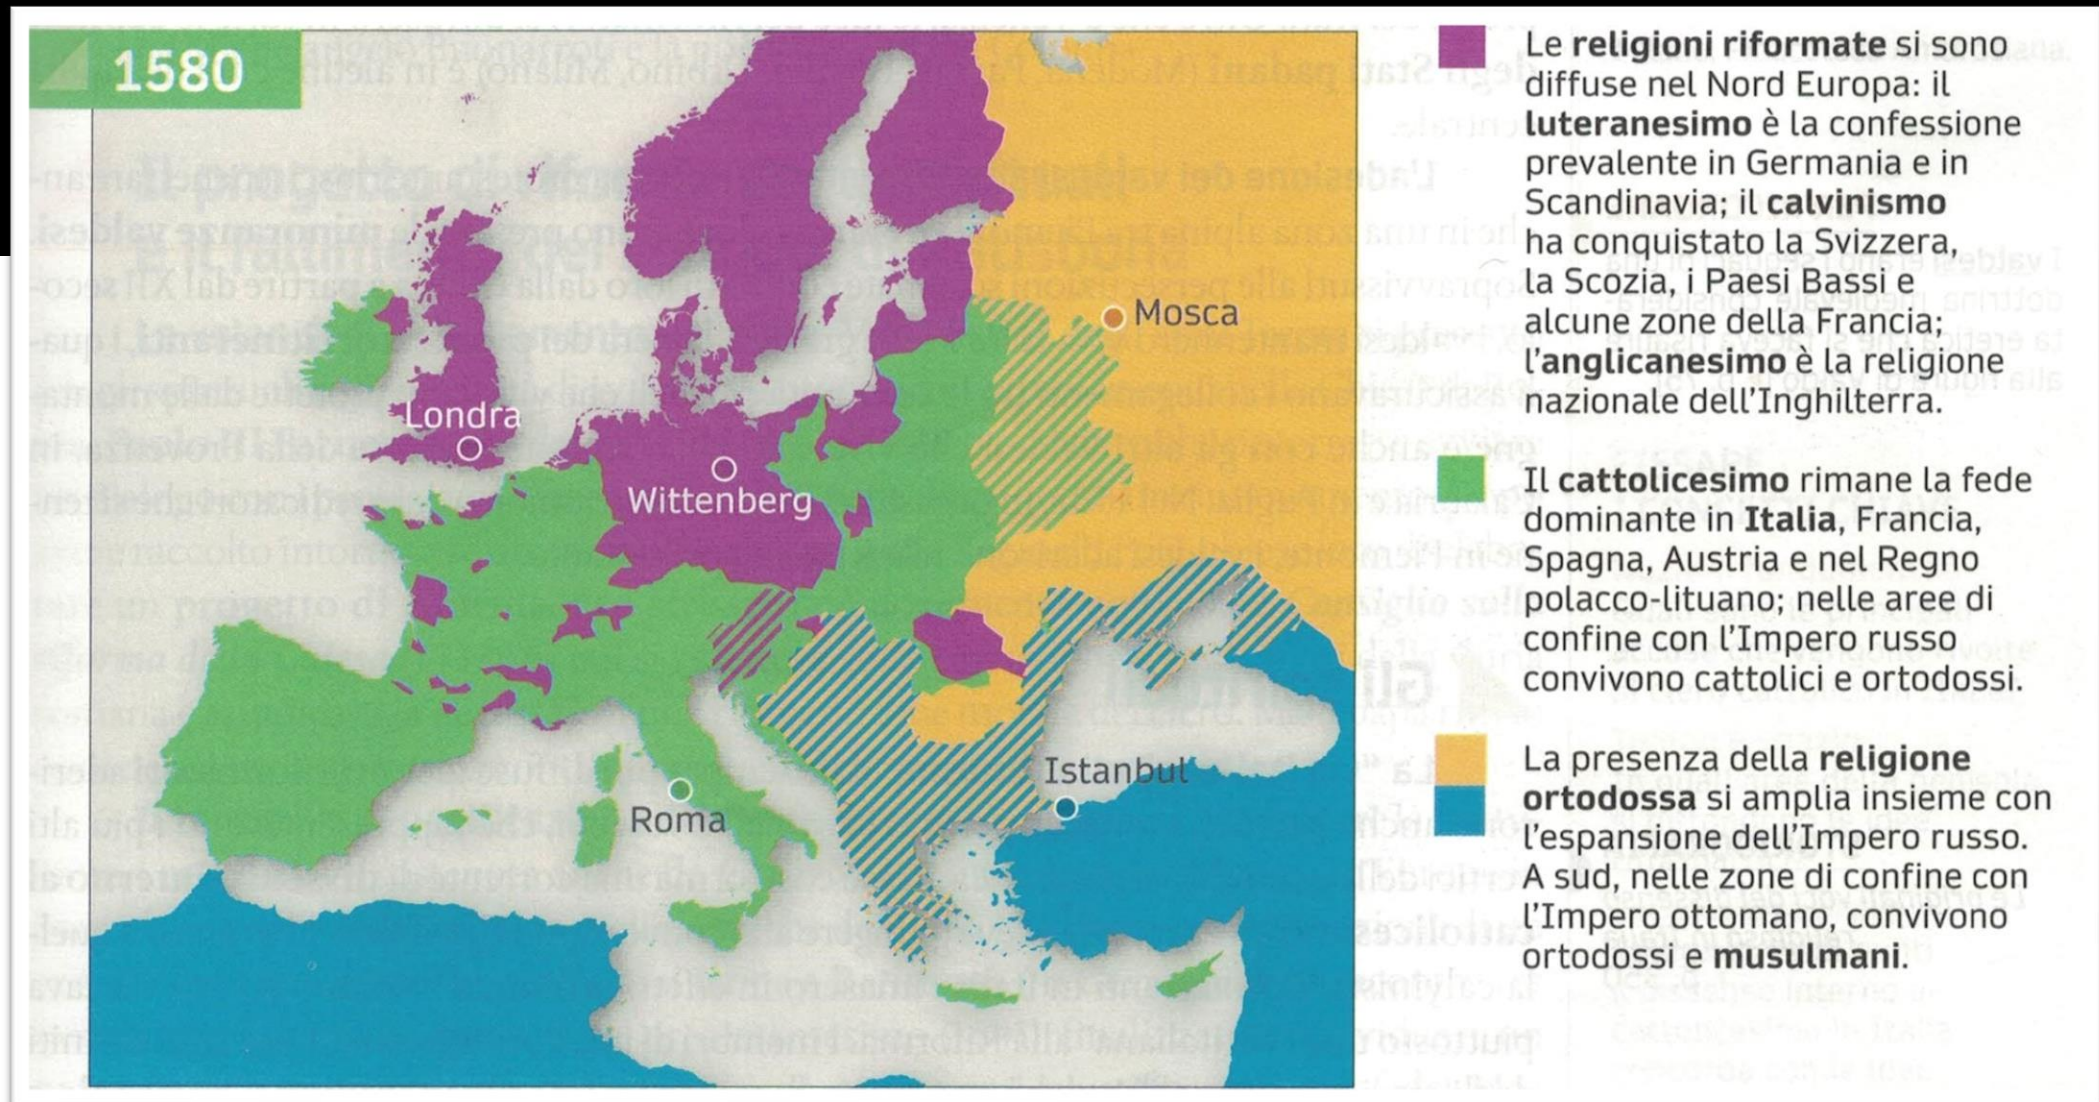 1580
Mosca
Londra
Wittenberg
Istanbul
Roma
Le religioni riformate si sono
diffuse nel Nord Europa: il
luteranesimo è la confessione
prevalente in Germania e in
Scandinavia; il calvinismo
ha conquistato la Svizzera,
la Scozia, i Paesi Bassi e
alcune zone della Francia;
l'anglicanesimo è la religione
nazionale dell'Inghilterra.
Il cattolicesimo rimane la fede
dominante in Italia, Francia,
Spagna, Austria e nel Regno
polacco-lituano; nelle aree di
confine con l'Impero russo
convivono cattolici e ortodossi.
La presenza della religione
ortodossa si amplia insieme con
l'espansione dell'Impero russo.
A sud, nelle zone di confine con
l'Impero ottomano, convivono
ortodossi e musulmani.